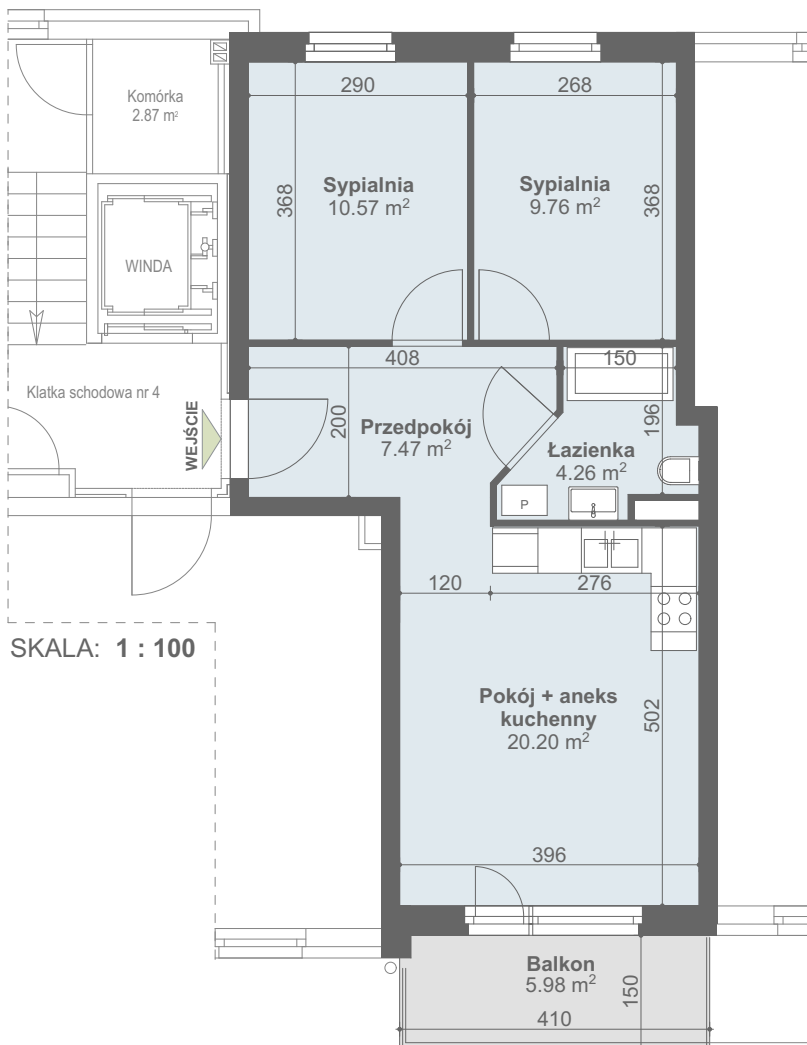 Komórka
2.87 m²
290
268
368
Sypialnia
10.57 m²
Sypialnia
9.76 m²
368
WINDA
Klatka schodowa nr 4
WEJŚCIE
408
150
200
Przedpokój
7.47 m²
196
Łazienka
4.26 m²
P
120
276
SKALA: 1 : 100
Pokój + aneks
kuchenny
20.20 m²
502
396
Balkon
5.98 m²
150
410